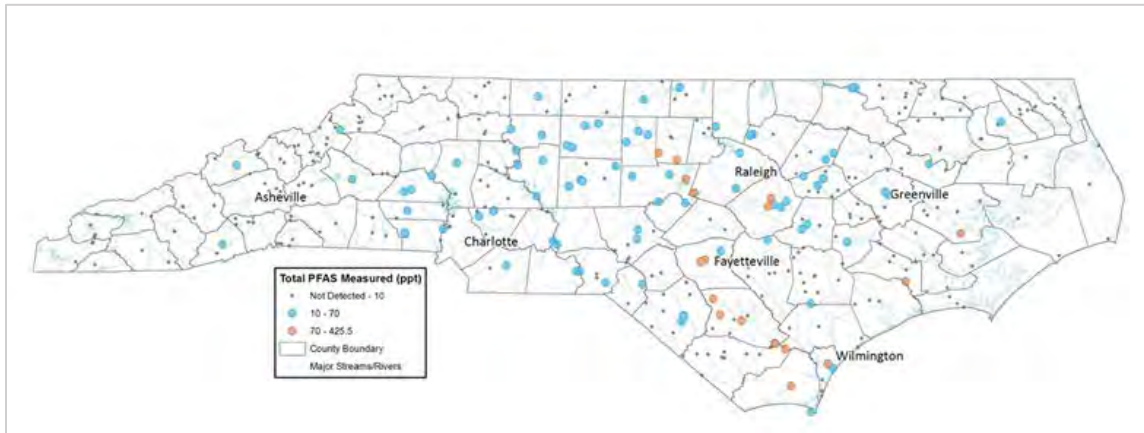 Raleigh
Greenville
Asheville
Charlotte
Fayetteville
Wilmington
Total PFAS Measured (ppt)
Not Detected - 10
10 - 70
70 - 425.5
County Boundary
Major Streams/Rivers